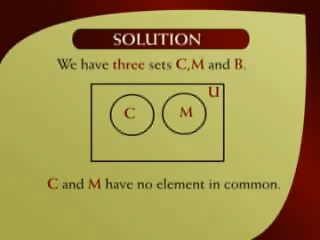 SOLUTION
We have three sets C,M and B.
U
C M
C and M have no element in common.